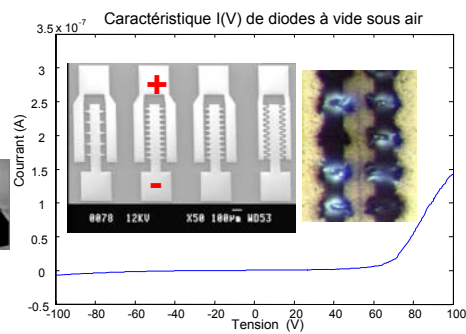 Caractéristique I(V) de diodes à vide sous air
3.5 x 10⁻⁷
3
2.5
2
1.5
1
0.5
0
-0.5
Courrant (A)
+
-
0078 12KV X50 100µm WD53
-100 -80 -60 -40 -20 0 20 40 60 80 100
Tension (V)